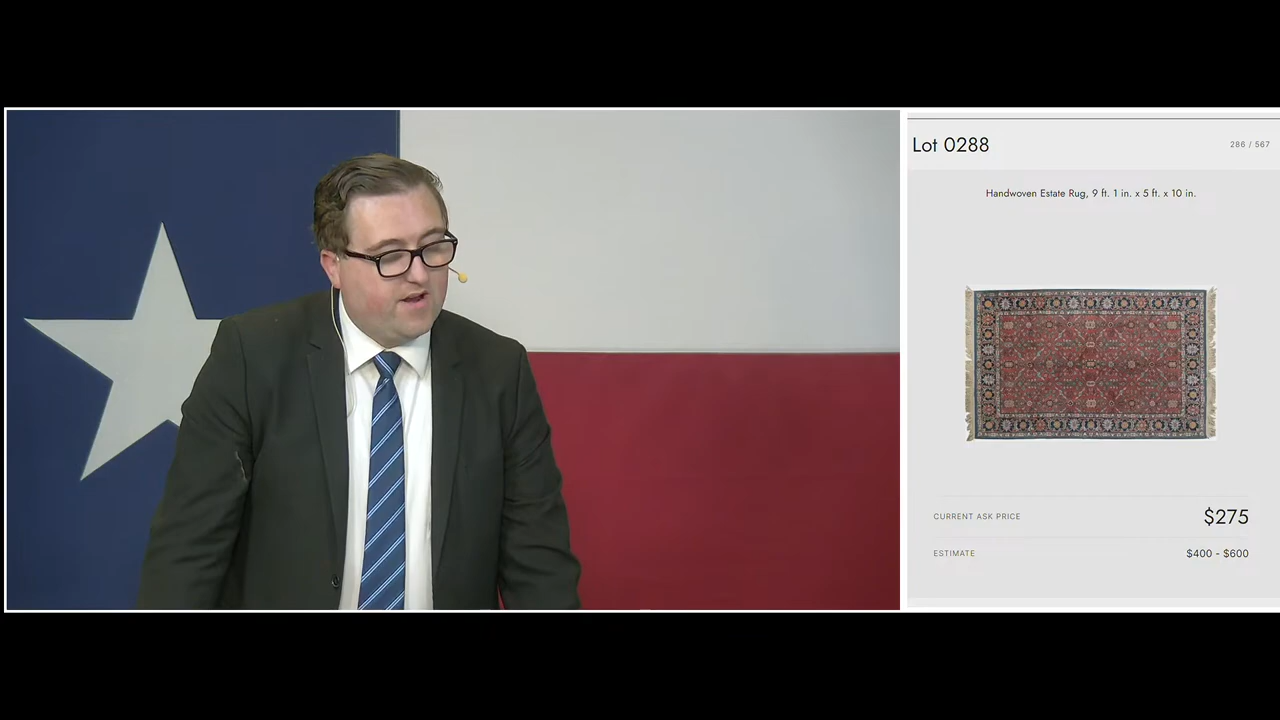 Lot 0288
286 / 567
Handwoven Estate Rug, 9 ft. 1 in. x 5 ft. x 10 in.
CURRENT ASK PRICE
$275
ESTIMATE
$400 - $600